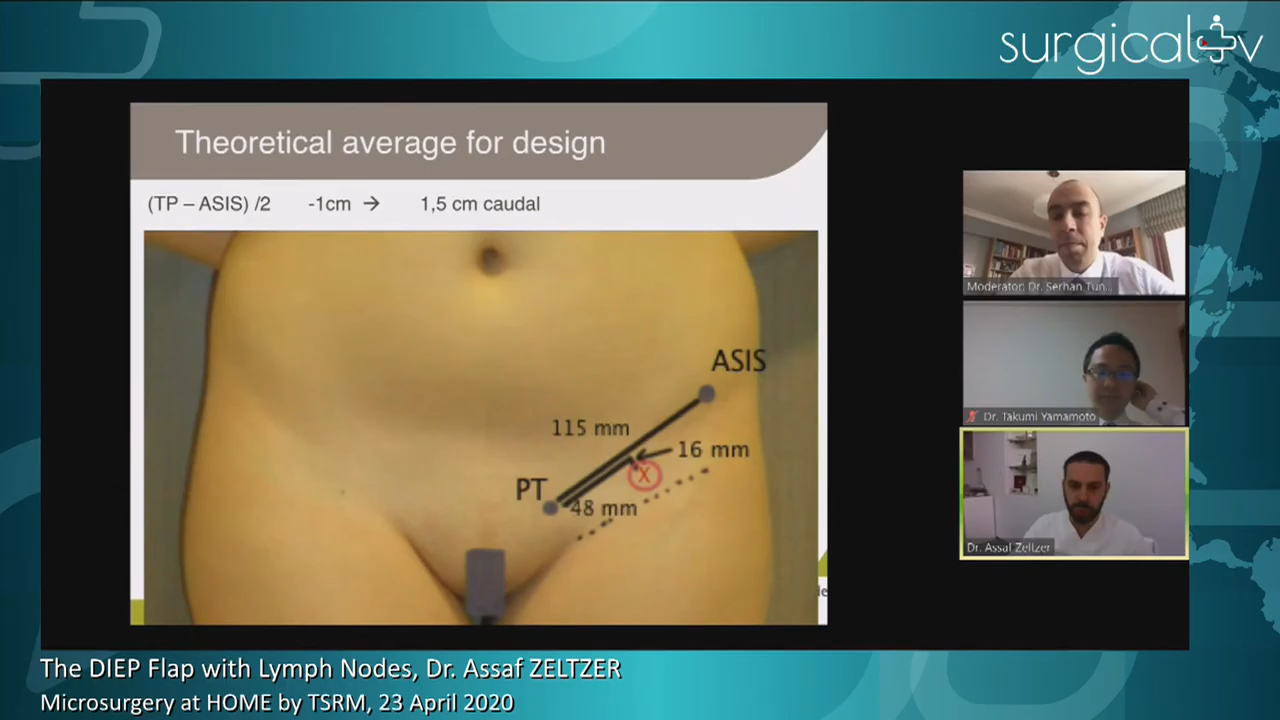 surgicaltv
Theoretical average for design
(TP – ASIS) /2 -1cm → 1,5 cm caudal
ASIS
115 mm
16 mm
X
PT
48 mm
Moderator: Dr. Serhan Tun...
Dr. Takumi Yamamoto
Dr. Assaf Zeltzer
The DIEP Flap with Lymph Nodes, Dr. Assaf ZELTZER
Microsurgery at HOME by TSRM, 23 April 2020